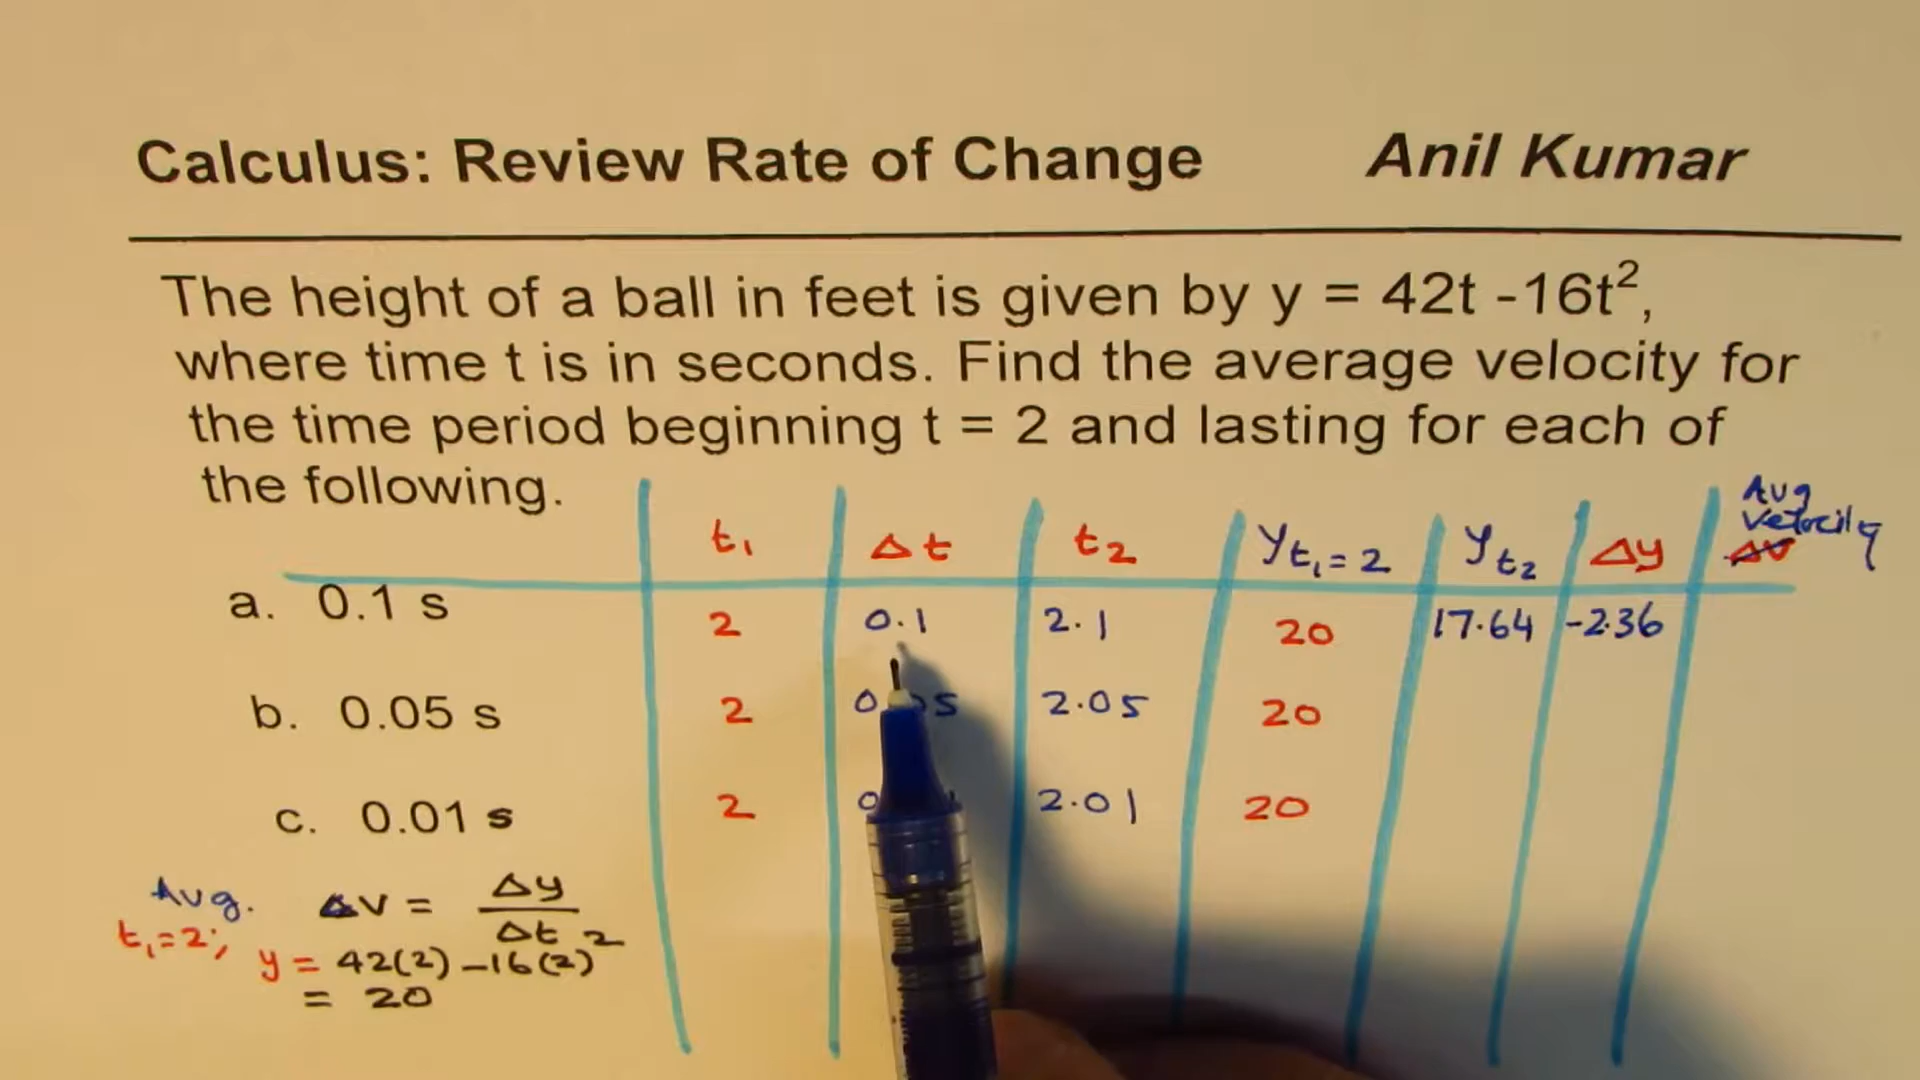 Calculus: Review Rate of Change Anil Kumar
The height of a ball in feet is given by y = 42t -16t²,
where time t is in seconds. Find the average velocity for
the time period beginning t = 2 and lasting for each of
the following.
Avg
Velocity
t₁ Δt t₂ y t₁=2 y t₂ Δy Δv
a. 0.1 s 2 0.1 2.1 20 17.64 -2.36
b. 0.05 s 2 2.05 20
c. 0.01 s 2 2.01 20
Avg. Δv = Δy
Δt
t₁=2; y = 42(2) -16(2)²
= 20